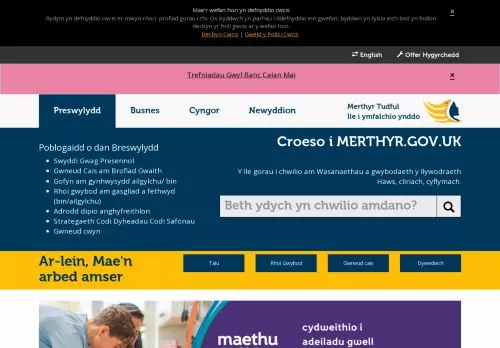 Mae'r wefan hon yn defnyddio cwcis
Rydym yn defnyddio cwcis er mwyn rhoi'r profiad gorau i chi. Os byddwch yn parhau i ddefnyddio ein gwefan, byddwn yn tybio eich bod yn fodlon
derbyn yr holl gwcis ar y wefan hon.
Derbyn Cwcis | Gweld y Polisi Cwcis
x
English
Offer Hygyrchedd
Trefniadau Gwyl Banc Calan Mai
x
Preswylydd
Busnes
Cyngor
Newyddion
Merthyr Tudful
lle i ymfalchïo ynddo
Poblogaidd o dan Breswylydd
Swyddi Gwag Presennol
Gwneud Cais am Brofiad Gwaith
Gofyn am gynhwysydd ailgylchu/ bin
Rhoi gwybod am gasgliad a fethwyd
(bin/ailgylchu)
Adrodd dipio anghyfreithlon
Strategaeth Codi Dyheadau Codi Safonau
Gwneud cwyn
Croeso i MERTHYR.GOV.UK
Y lle gorau i chwilio am Wasanaethau a gwybodaeth y llywodraeth
Haws, cliriach, cyflymach.
Beth ydych yn chwilio amdano?
Ar-lein, Mae'n
arbed amser
Talu
Rhoi Gwybod
Gwneud cais
Dywedwch
maethu
cydweithio i
adeiladu gwell